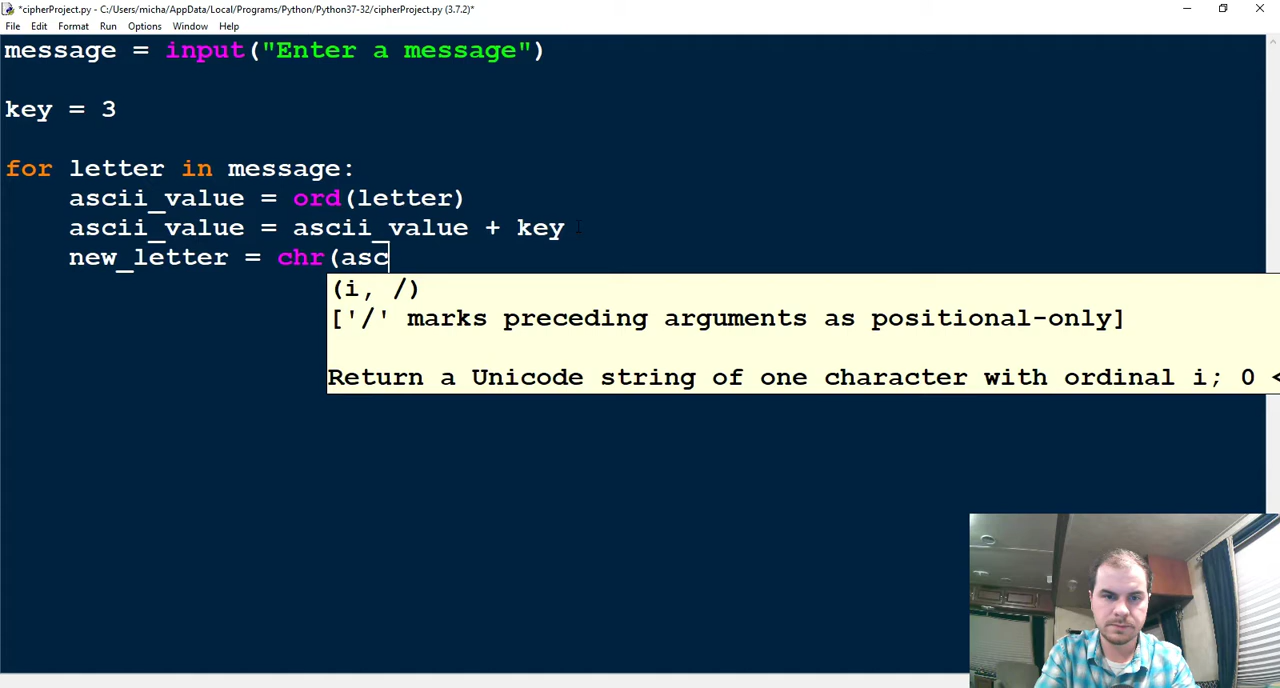 *cipherProject.py - C:/Users/micha/AppData/Local/Programs/Python/Python37-32/cipherProject.py (3.7.2)*
File Edit Format Run Options Window Help
message = input("Enter a message")
key = 3
for letter in message:
ascii_value = ord(letter)
ascii_value = ascii_value + key
new_letter = chr(asc
(i, /)
['/' marks preceding arguments as positional-only]
Return a Unicode string of one character with ordinal i; 0 <